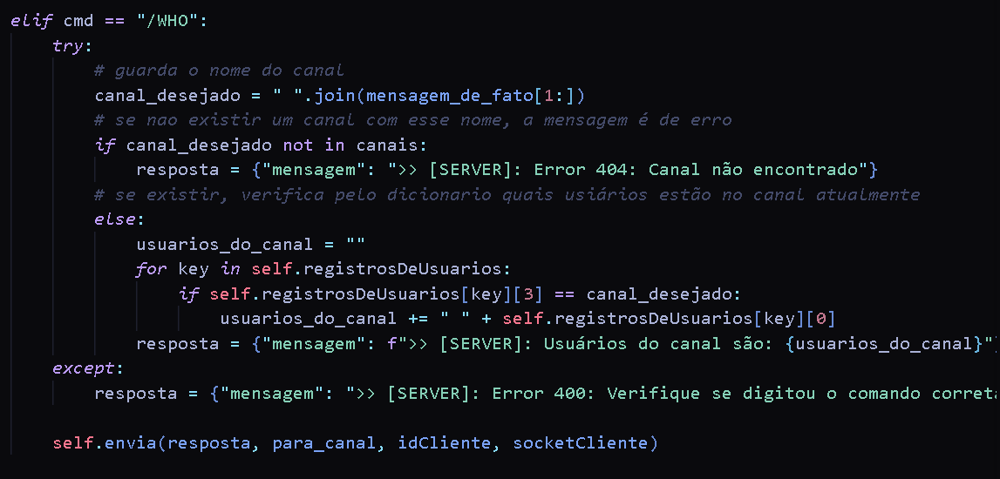 elif cmd == "/WHO":
try:
# guarda o nome do canal
canal_desejado = " ".join(mensagem_de_fato[1:])
# se nao existir um canal com esse nome, a mensagem é de erro
if canal_desejado not in canais:
resposta = {"mensagem": ">> [SERVER]: Error 404: Canal não encontrado"}
# se existir, verifica pelo dicionario quais usiários estão no canal atualmente
else:
usuarios_do_canal = ""
for key in self.registrosDeUsuarios:
if self.registrosDeUsuarios[key][3] == canal_desejado:
usuarios_do_canal += " " + self.registrosDeUsuarios[key][0]
resposta = {"mensagem": f">> [SERVER]: Usuários do canal são: {usuarios_do_canal}"}
except:
resposta = {"mensagem": ">> [SERVER]: Error 400: Verifique se digitou o comando correta
self.envia(resposta, para_canal, idCliente, socketCliente)